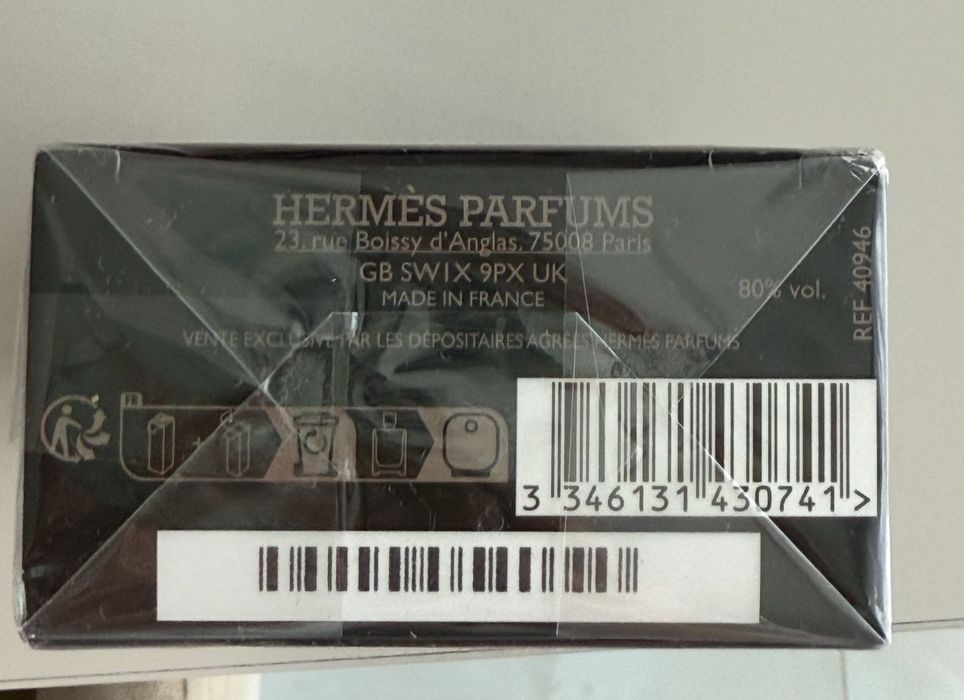 HERMÈS PARFUMS
23, rue Boissy d'Anglas, 75008 Paris
GB SW1X 9PX UK
MADE IN FRANCE
80% vol.
REF 40946
VENTE EXCLUSIVE PAR LES DÉPOSITAIRES AGRÉÉS HERMÈS PARFUMS
FR
+
3 346131 430741 >